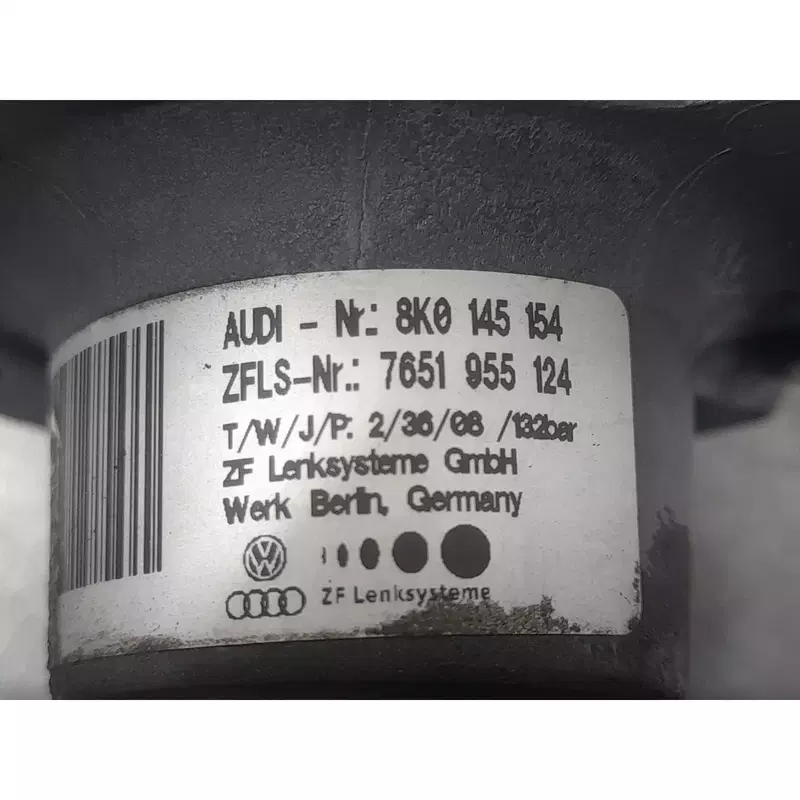 AUDI - Nr.: 8K0 145 154
ZFLS-Nr.: 7651 955 124
T/W/J/P: 2/36/08 /132bar
ZF Lenksysteme GmbH
Werk Berlin, Germany
ZF Lenksysteme